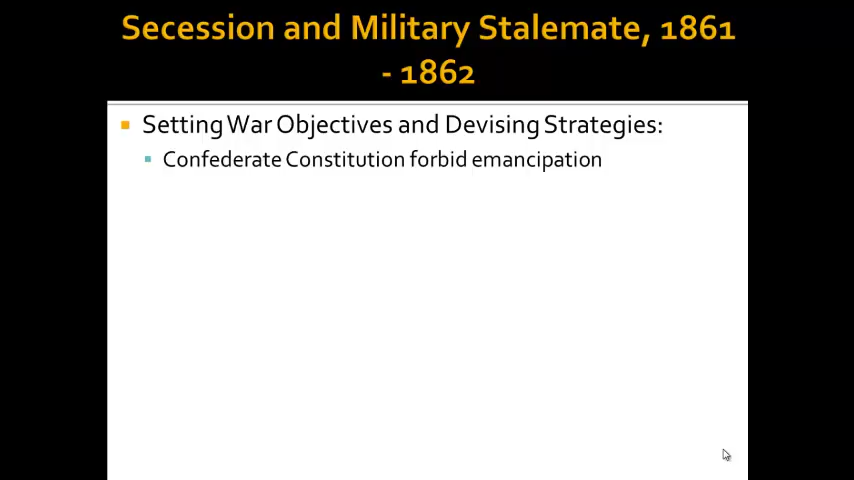 Secession and Military Stalemate, 1861
- 1862
Setting War Objectives and Devising Strategies:
Confederate Constitution forbid emancipation